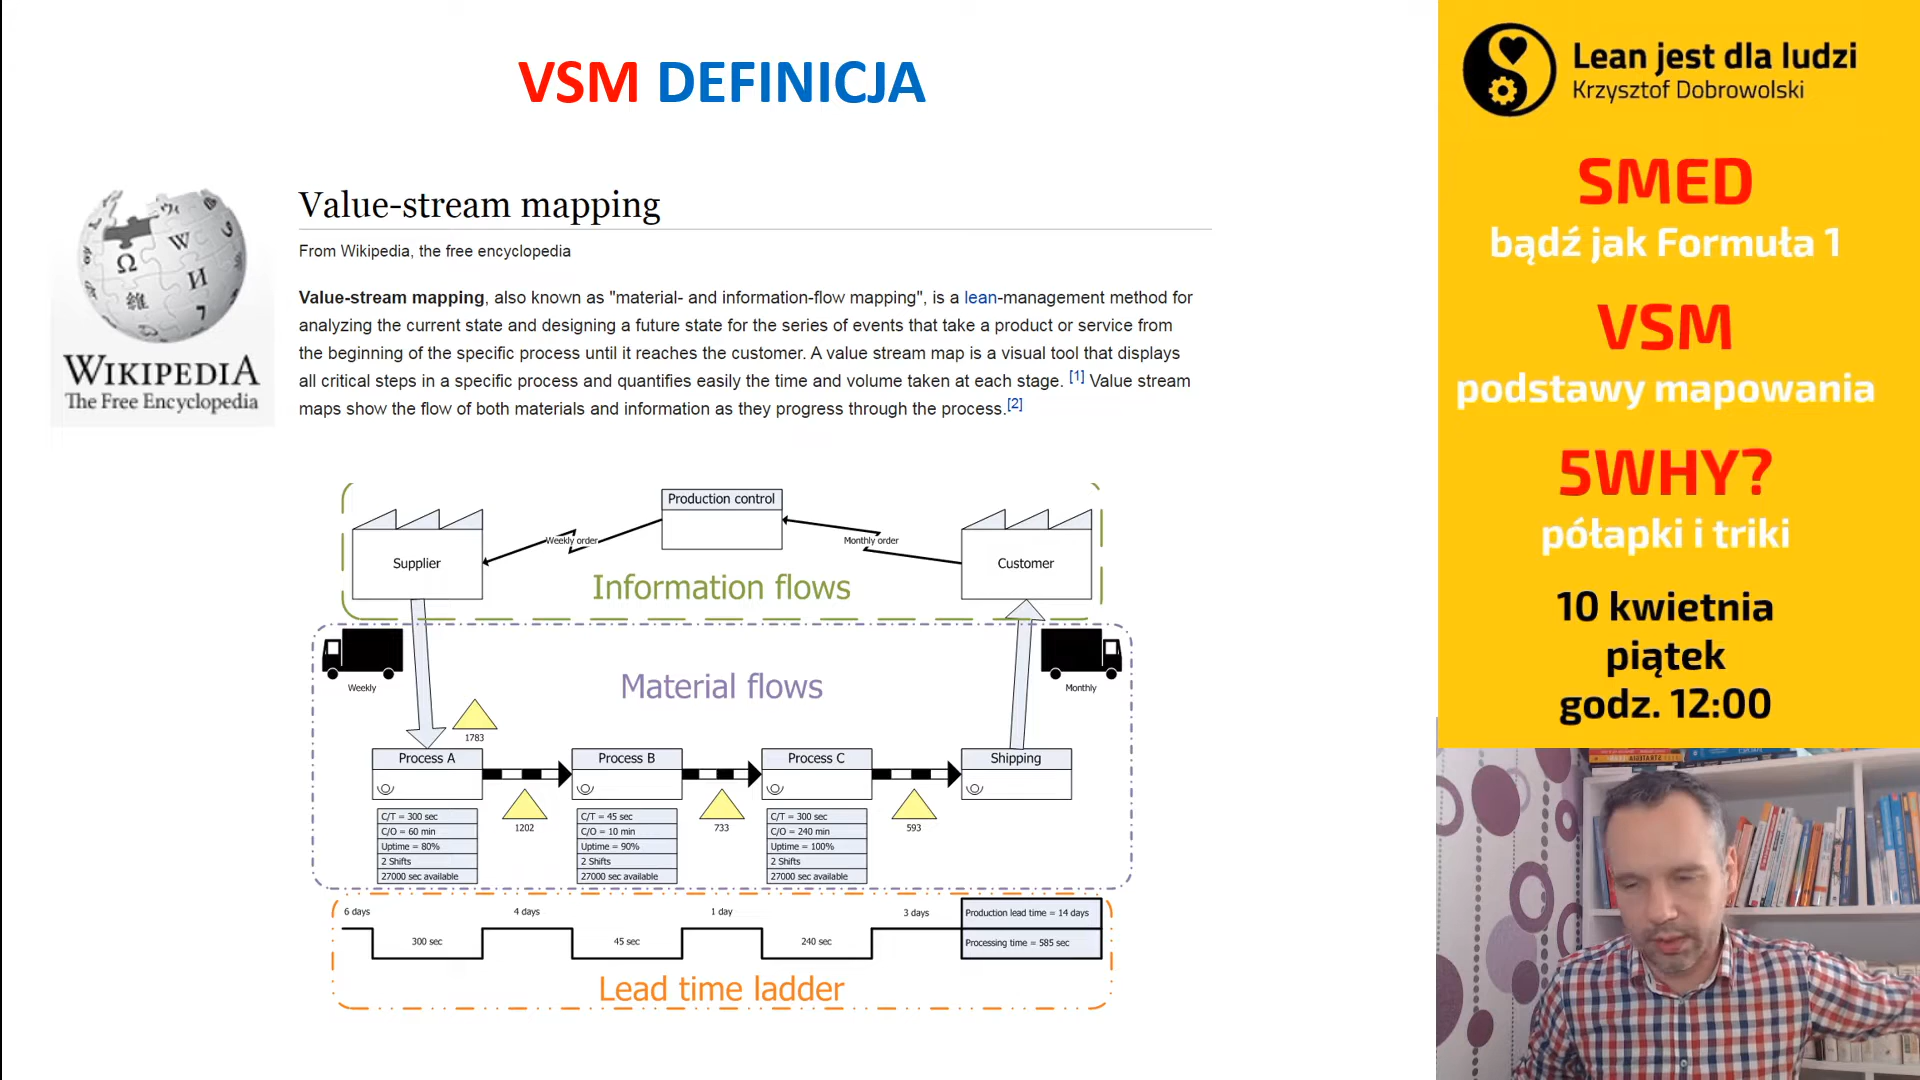 VSM DEFINICJA
Value-stream mapping
From Wikipedia, the free encyclopedia
Value-stream mapping, also known as "material- and information-flow mapping", is a lean-management method for
analyzing the current state and designing a future state for the series of events that take a product or service from
the beginning of the specific process until it reaches the customer. A value stream map is a visual tool that displays
all critical steps in a specific process and quantifies easily the time and volume taken at each stage. [1] Value stream
maps show the flow of both materials and information as they progress through the process.[2]
Ω
W
И
維
7
WIKIPEDIA
The Free Encyclopedia
Production control
Weekly order
Monthly order
Supplier
Customer
Information flows
Weekly
Material flows
Monthly
1783
Process A
Process B
Process C
Shipping
1202
733
593
C/T = 300 sec
C/O = 60 min
Uptime = 80%
2 Shifts
27000 sec available
C/T = 45 sec
C/O = 10 min
Uptime = 90%
2 Shifts
27000 sec available
C/T = 300 sec
C/O = 240 min
Uptime = 100%
2 Shifts
27000 sec available
6 days
4 days
1 day
3 days
Production lead time = 14 days
300 sec
45 sec
240 sec
Processing time = 585 sec
Lead time ladder
Lean jest dla ludzi
Krzysztof Dobrowolski
SMED
bądź jak Formuła 1
VSM
podstawy mapowania
5WHY?
półapki i triki
10 kwietnia
piątek
godz. 12:00